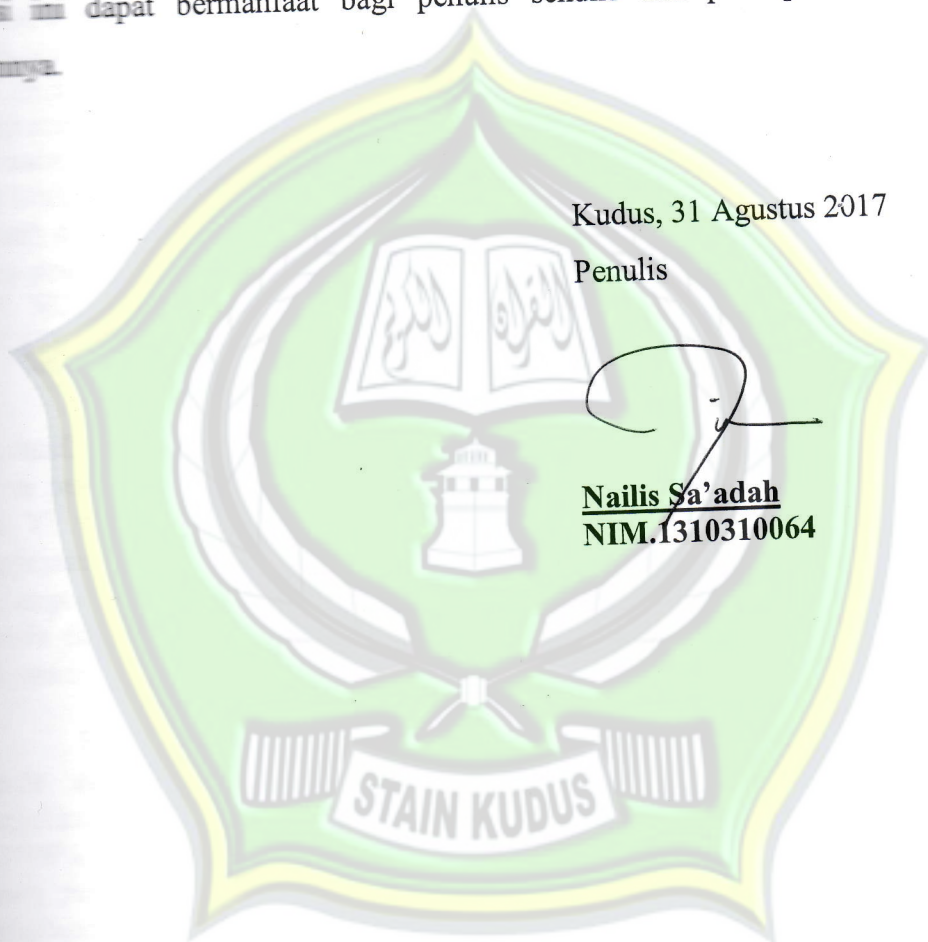 dapat bermanfaat bagi penulis
Kudus, 31 Agustus 2017
Penulis
Nailis Sa'adah
NIM.1310310064
STAIN KUDUS